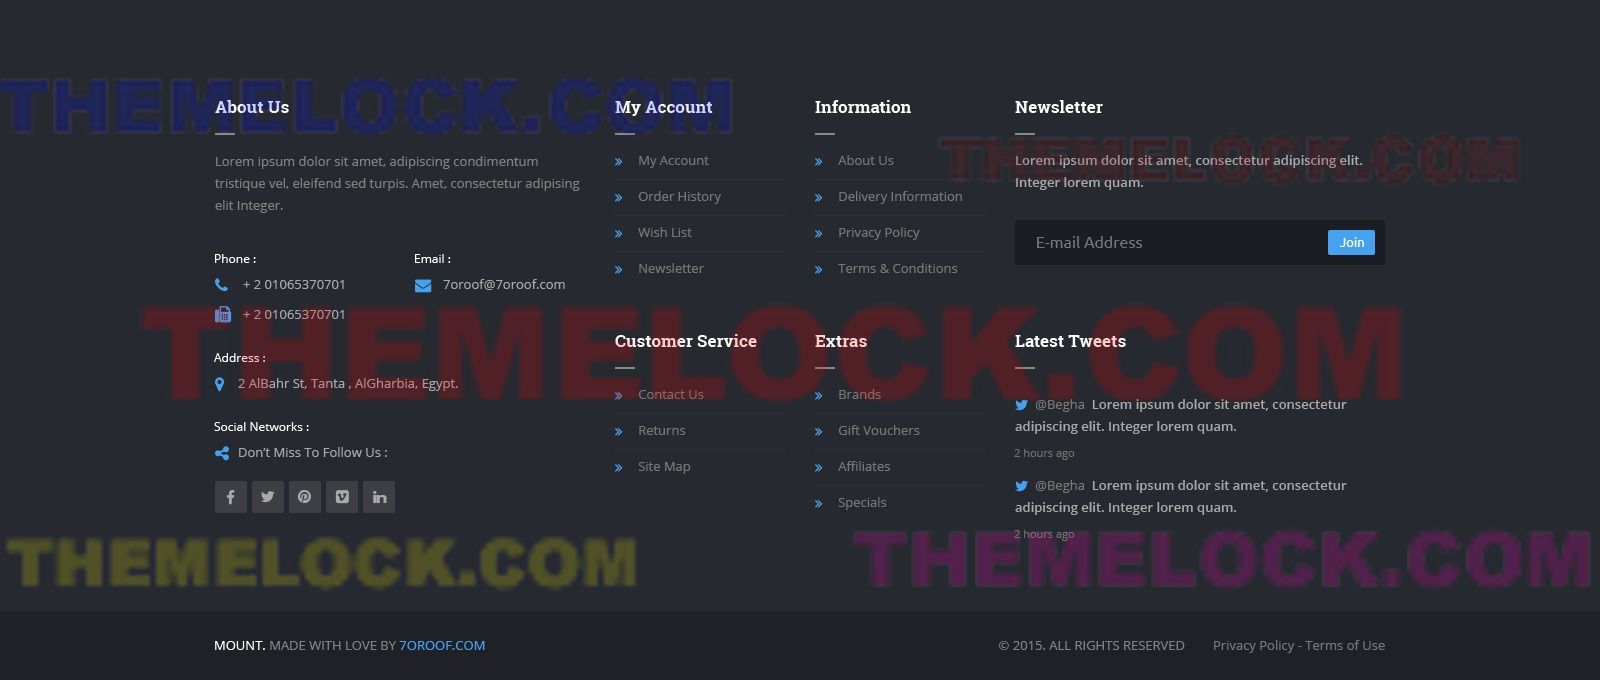 THEMELOCK.COM
About Us
Lorem ipsum dolor sit amet, adipiscing condimentum
tristique vel, eleifend sed turpis. Amet, consectetur adipising
elit Integer.
Phone :
+ 2 01065370701
+ 2 01065370701
Email :
7oroof@7oroof.com
Address :
2 AlBahr St, Tanta , AlGharbia, Egypt.
Social Networks :
Don’t Miss To Follow Us :
My Account
My Account
Order History
Wish List
Newsletter
Information
About Us
Delivery Information
Privacy Policy
Terms & Conditions
Newsletter
THEMELOCK.COM
Lorem ipsum dolor sit amet, consectetur adipiscing elit.
Integer lorem quam.
E-mail Address
Join
THEMELOCK.COM
Customer Service
Contact Us
Returns
Site Map
Extras
Brands
Gift Vouchers
Affiliates
Specials
Latest Tweets
@Begha Lorem ipsum dolor sit amet, consectetur
adipiscing elit. Integer lorem quam.
2 hours ago
@Begha Lorem ipsum dolor sit amet, consectetur
adipiscing elit. Integer lorem quam.
2 hours ago
THEMELOCK.COM
THEMELOCK.COM
MOUNT. MADE WITH LOVE BY 7OROOF.COM
© 2015. ALL RIGHTS RESERVED
Privacy Policy - Terms of Use